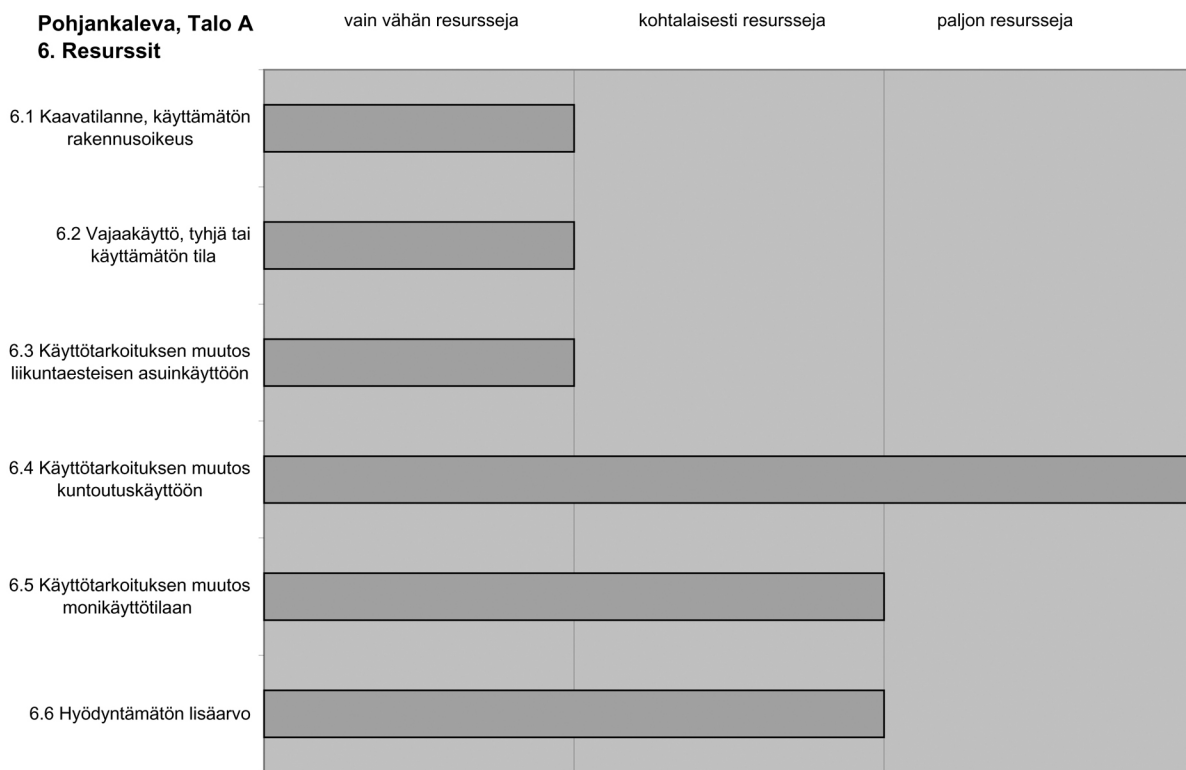 Pohjankaleva, Talo A
6. Resurssit
vain vähän resursseja
kohtalaisesti resursseja
paljon resursseja
6.1 Kaavatilanne, käyttämätön
rakennusoikeus
6.2 Vajaakäyttö, tyhjä tai
käyttämätön tila
6.3 Käyttötarkoituksen muutos
liikuntaesteisen asuinkäyttöön
6.4 Käyttötarkoituksen muutos
kuntoutuskäyttöön
6.5 Käyttötarkoituksen muutos
monikäyttötilaan
6.6 Hyödyntämätön lisäarvo